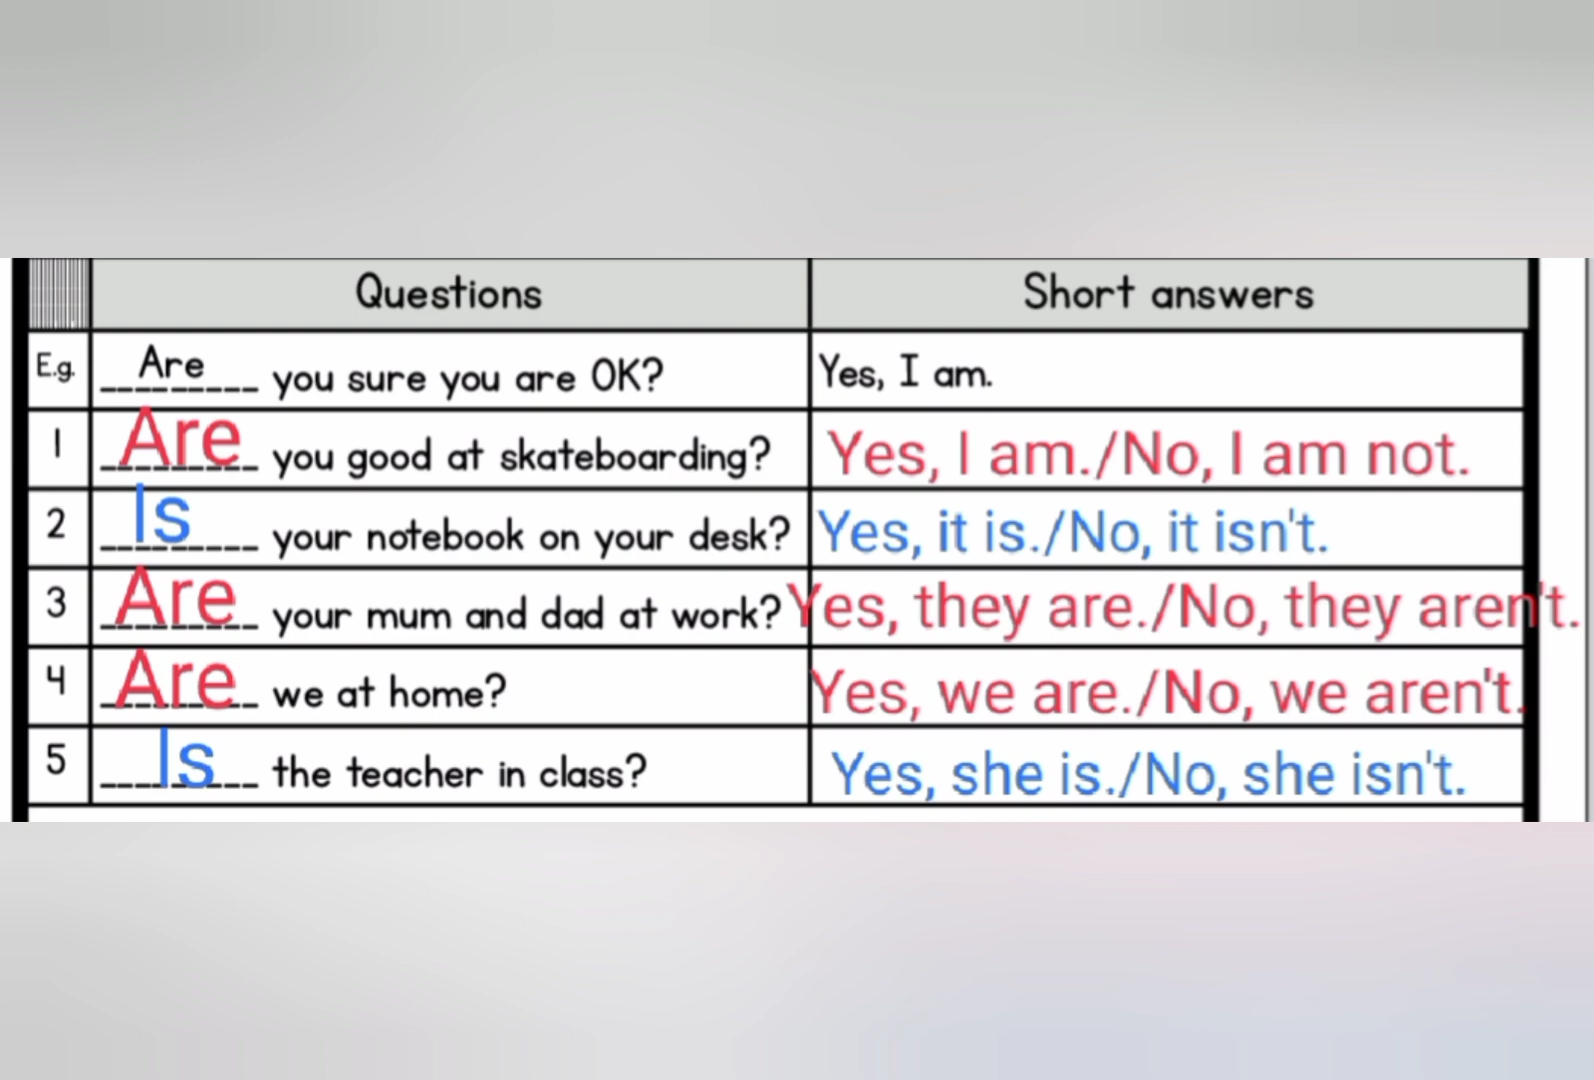 Questions Short answers
E.g. Are you sure you are OK? Yes, I am.
1 Are you good at skateboarding? Yes, I am./No, I am not.
2 Is your notebook on your desk? Yes, it is./No, it isn't.
3 Are your mum and dad at work? Yes, they are./No, they aren't.
4 Are we at home? Yes, we are./No, we aren't.
5 Is the teacher in class? Yes, she is./No, she isn't.